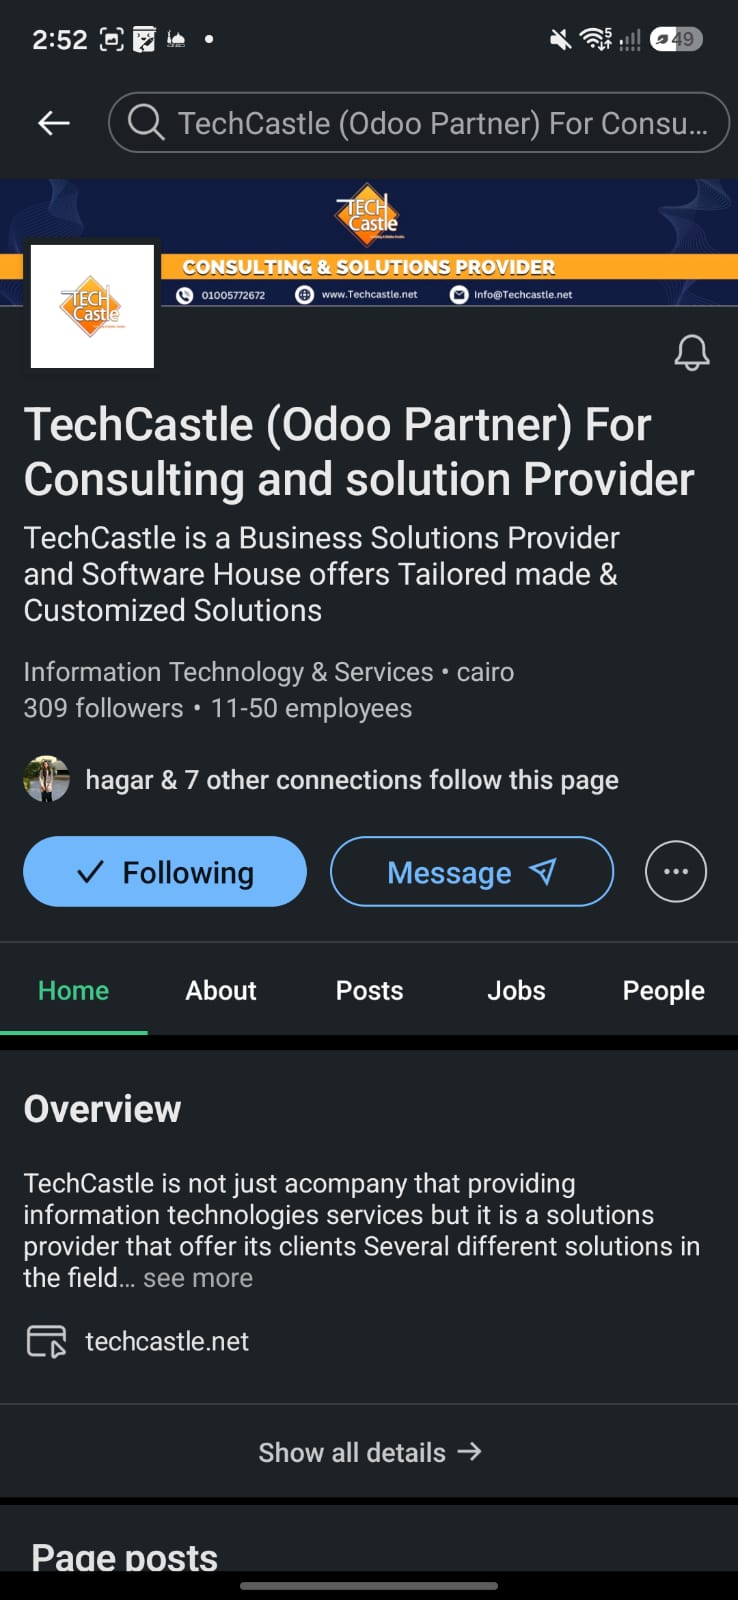 2:52
49
TechCastle (Odoo Partner) For Consu...
TECH
Castle
CONSULTING & SOLUTIONS PROVIDER
01005772672 www.Techcastle.net Info@Techcastle.net
TECH
Castle
TechCastle (Odoo Partner) For
Consulting and solution Provider
TechCastle is a Business Solutions Provider
and Software House offers Tailored made &
Customized Solutions
Information Technology & Services • cairo
309 followers • 11-50 employees
hagar & 7 other connections follow this page
Following Message
Home About Posts Jobs People
Overview
TechCastle is not just acompany that providing
information technologies services but it is a solutions
provider that offer its clients Several different solutions in
the field... see more
techcastle.net
Show all details
Page posts